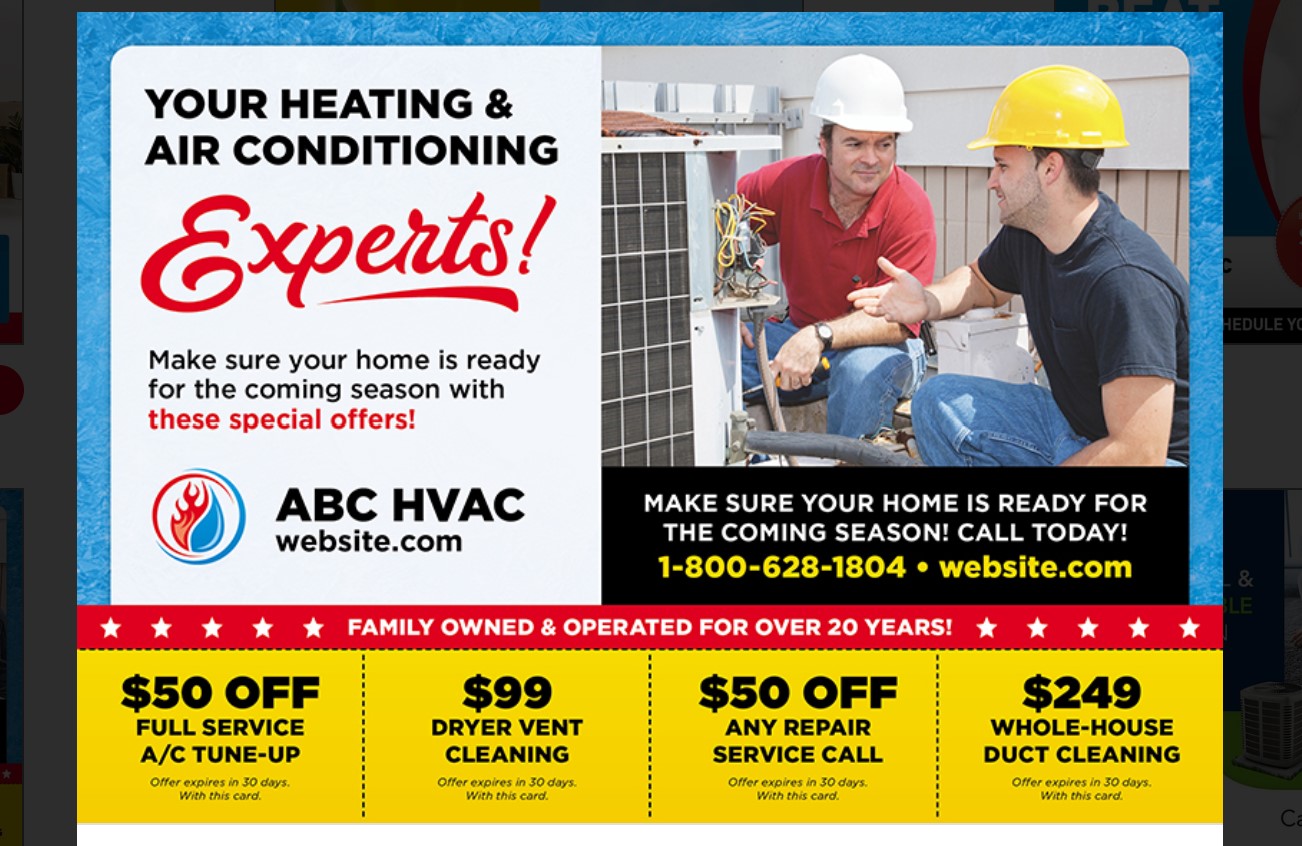 YOUR HEATING &
AIR CONDITIONING
Experts!
Make sure your home is ready
for the coming season with
these special offers!
ABC HVAC
website.com
MAKE SURE YOUR HOME IS READY FOR
THE COMING SEASON! CALL TODAY!
1-800-628-1804 • website.com
FAMILY OWNED & OPERATED FOR OVER 20 YEARS!
$50 OFF
FULL SERVICE
A/C TUNE-UP
Offer expires in 30 days.
With this card.
$99
DRYER VENT
CLEANING
Offer expires in 30 days.
With this card.
$50 OFF
ANY REPAIR
SERVICE CALL
Offer expires in 30 days.
With this card.
$249
WHOLE-HOUSE
DUCT CLEANING
Offer expires in 30 days.
With this card.